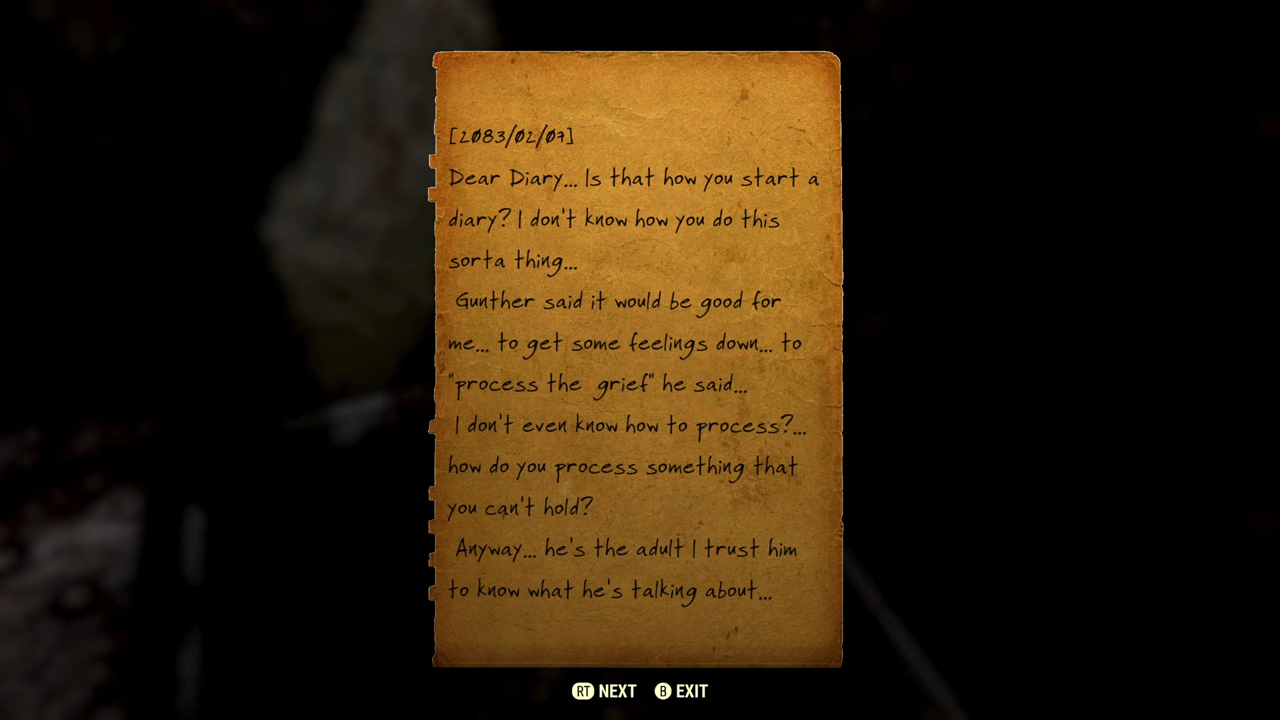 [2083/02/07]
Dear Diary... Is that how you start a
diary? I don't know how you do this
sorta thing...
Gunther said it would be good for
me... to get some feelings down... to
"process the grief" he said...
I don't even know how to process?...
how do you process something that
you can't hold?
Anyway... he's the adult I trust him
to know what he's talking about...
RT NEXT B EXIT